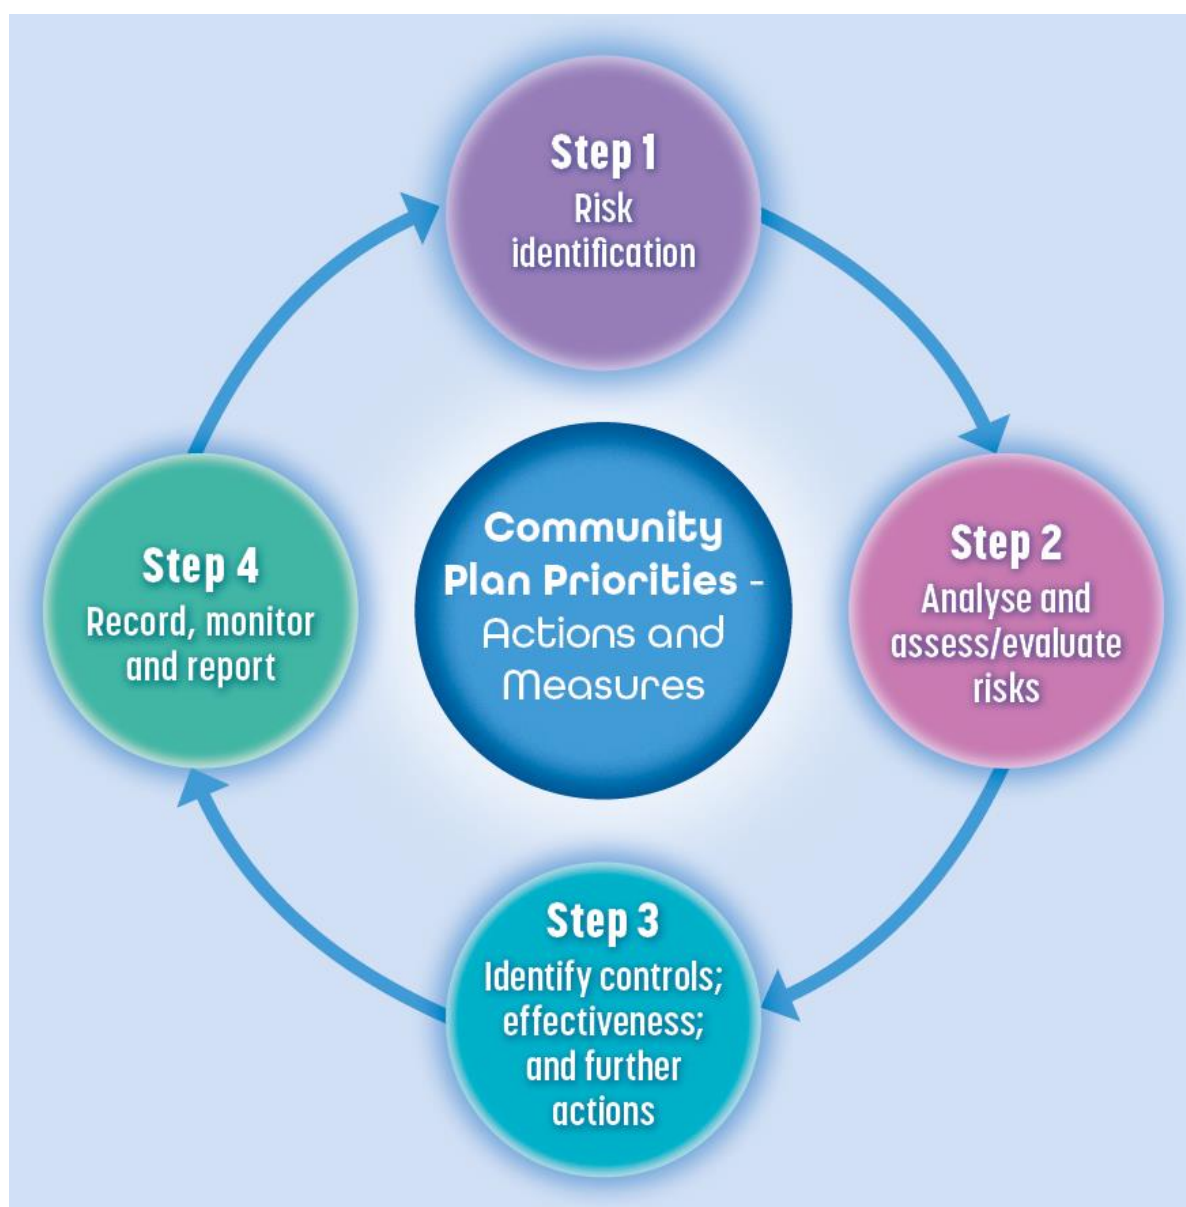 Step 1
Risk
identification
Step 2
Analyse and
assess/evaluate
risks
Step 3
Identify controls;
effectiveness;
and further
actions
Step 4
Record, monitor
and report
Community
Plan Priorities -
Actions and
Measures